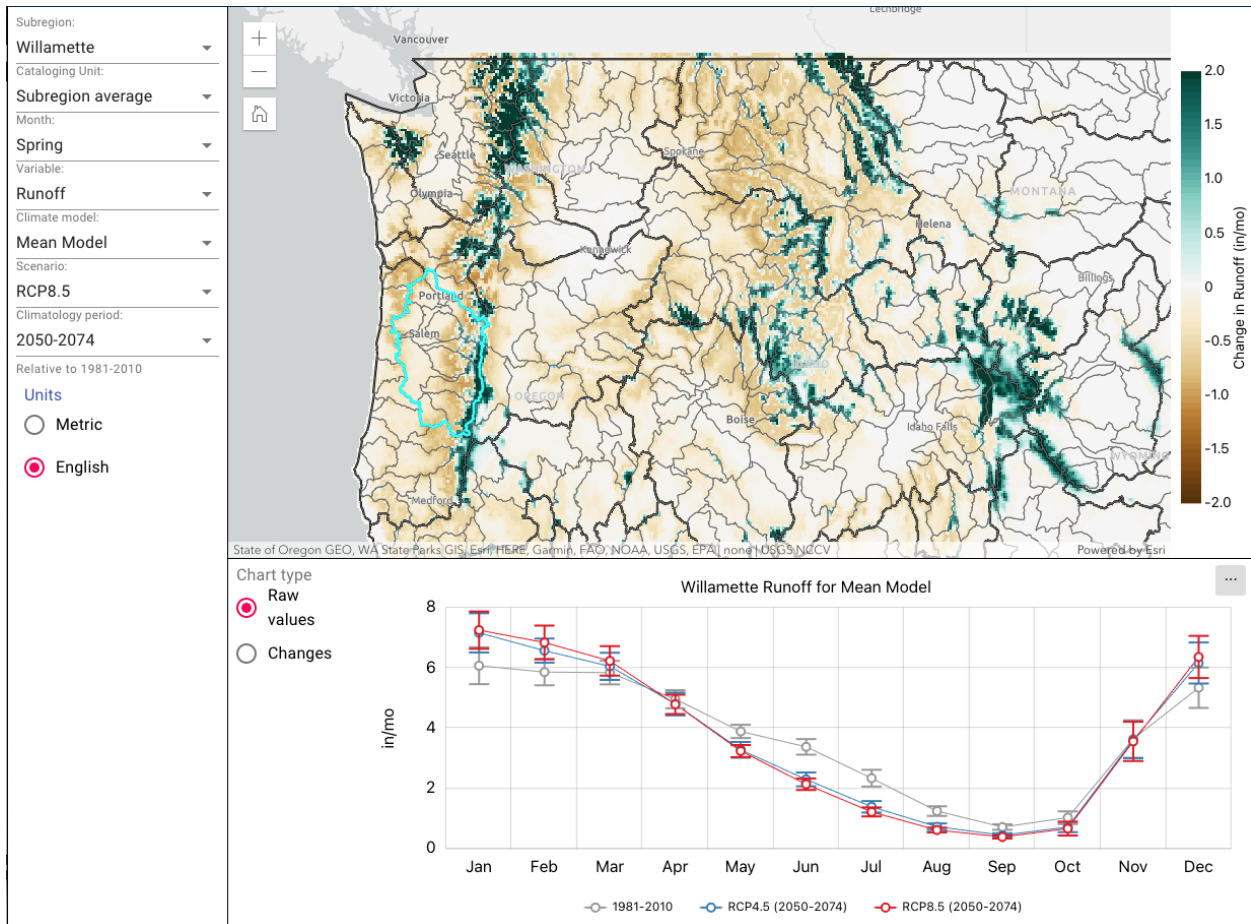 Subregion:
Willamette
Cataloging Unit:
Subregion average
Month:
Spring
Variable:
Runoff
Climate model:
Mean Model
Scenario:
RCP8.5
Climatology period:
2050-2074
Relative to 1981-2010
Units
Metric
English
Lethbridge
Vancouver
Victoria
Seattle
Spokane
WASHINGTON
Olympia
MONTANA
Helena
Kennewick
Billings
Portland
Salem
IDAHO
OREGON
Boise
Idaho Falls
WYOMING
Medford
State of Oregon GEO, WA State Parks GIS, Esri, HERE, Garmin, FAO, NOAA, USGS, EPA | none | USGS NCCV
Powered by Esri
2.0
1.5
1.0
0.5
0
−0.5
−1.0
−1.5
−2.0
Change in Runoff (in/mo)
Chart type
Raw
values
Changes
Willamette Runoff for Mean Model
...
in/mo
8
6
4
2
0
Jan Feb Mar Apr May Jun Jul Aug Sep Oct Nov Dec
1981-2010 RCP4.5 (2050-2074) RCP8.5 (2050-2074)